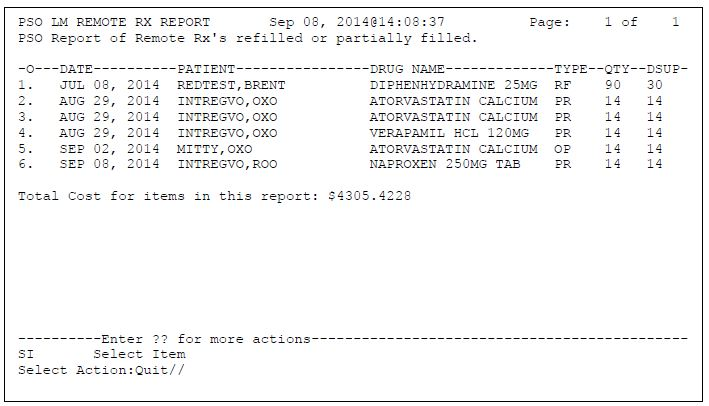 PSO LM REMOTE RX REPORT       Sep 08, 2014@14:08:37          Page:    1 of    1
PSO Report of Remote Rx's refilled or partially filled.
-O---DATE----------PATIENT----------------DRUG NAME-------------TYPE--QTY--DSUP-
1.   JUL 08, 2014  REDTEST,BRENT          DIPHENHYDRAMINE 25MG  RF    90   30
2.   AUG 29, 2014  INTREGVO,OXO           ATORVASTATIN CALCIUM  PR    14   14
3.   AUG 29, 2014  INTREGVO,OXO           ATORVASTATIN CALCIUM  PR    14   14
4.   AUG 29, 2014  INTREGVO,OXO           VERAPAMIL HCL 120MG   PR    14   14
5.   SEP 02, 2014  MITTY,OXO              ATORVASTATIN CALCIUM  OP    14   14
6.   SEP 08, 2014  INTREGVO,ROO           NAPROXEN 250MG TAB    PR    14   14
Total Cost for items in this report: $4305.4228
----------Enter ?? for more actions---------------------------------------------
SI       Select Item
Select Action:Quit//